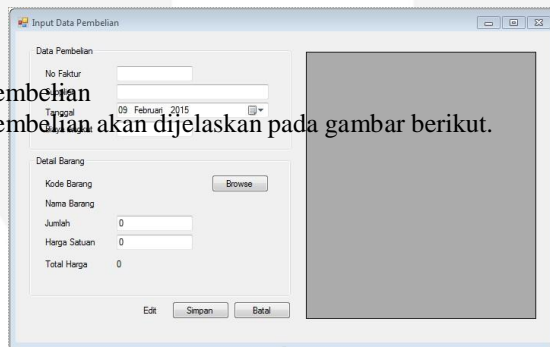 Input Data Pembelian
Data Pembelian
No Faktur
embelian
Tanggal 09 Februari 2015
embelian akan dijelaskan pada gambar berikut.
Detail Barang
Kode Barang Browse
Nama Barang
Jumlah 0
Harga Satuan 0
Total Harga 0
Edit Simpan Batal